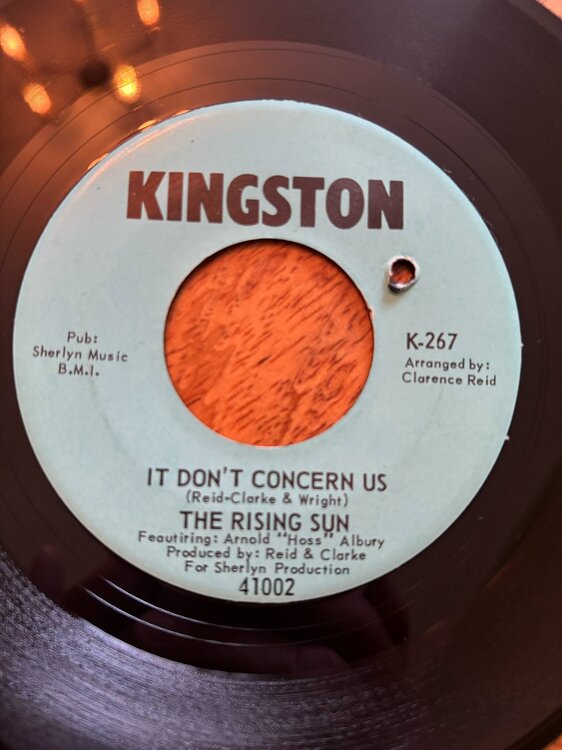 KINGSTON
Pub:
Sherlyn Music
B.M.I.
K-267
Arranged by:
Clarence Reid
IT DON'T CONCERN US
(Reid-Clarke & Wright)
THE RISING SUN
Feautiring: Arnold "Hoss" Albury
Produced by: Reid & Clarke
For Sherlyn Production
41002